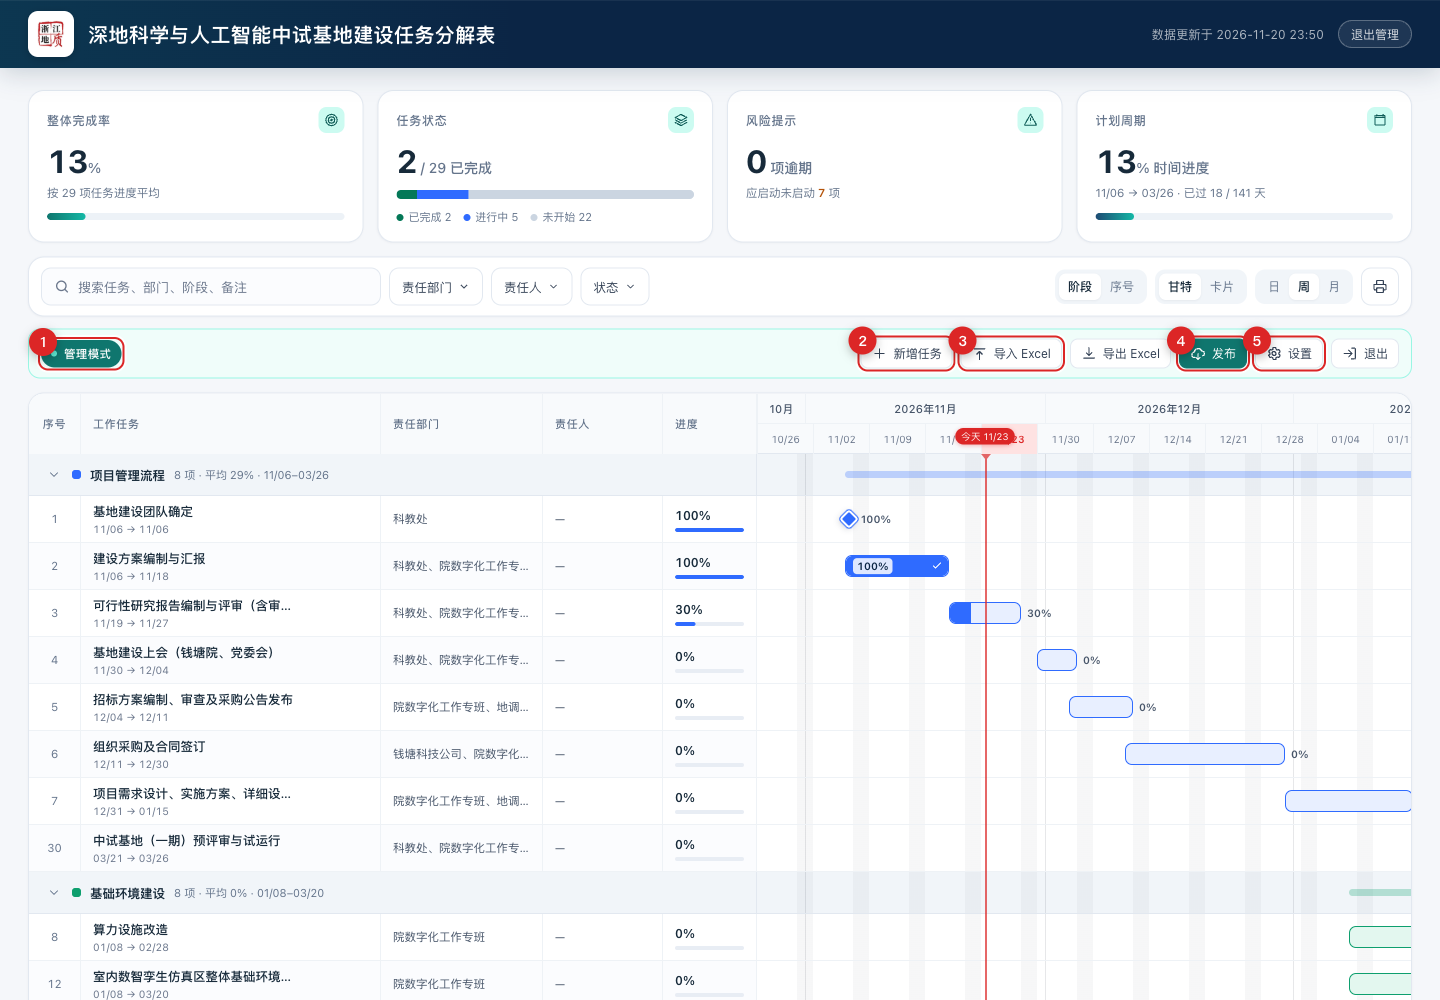 浙江地质
深地科学与人工智能中试基地建设任务分解表
数据更新于 2026-11-20 23:50
退出管理
整体完成率
13%
按 29 项任务进度平均
任务状态
2 / 29 已完成
已完成 2 进行中 5 未开始 22
风险提示
0 项逾期
应启动未启动 7 项
计划周期
13% 时间进度
11/06 → 03/26 · 已过 18 / 141 天
搜索任务、部门、阶段、备注
责任部门
责任人
状态
阶段 序号
甘特 卡片
日 周 月
1 管理模式
2 新增任务
3 导入 Excel
导出 Excel
4 发布
5 设置
退出
序号 工作任务 责任部门 责任人 进度
10月 2026年11月 2026年12月 202
10/26 11/02 11/09 11/ 今天 11/23 23 11/30 12/07 12/14 12/21 12/28 01/04 01/1
项目管理流程 8 项 · 平均 29% · 11/06–03/26
1 基地建设团队确定 科教处 — 100% 100%
11/06 → 11/06
2 建设方案编制与汇报 科教处、院数字化工作专... — 100% 100%
11/06 → 11/18
3 可行性研究报告编制与评审（含审... 科教处、院数字化工作专... — 30% 30%
11/19 → 11/27
4 基地建设上会（钱塘院、党委会） 科教处、院数字化工作专... — 0% 0%
11/30 → 12/04
5 招标方案编制、审查及采购公告发布 院数字化工作专班、地调... — 0% 0%
12/04 → 12/11
6 组织采购及合同签订 钱塘科技公司、院数字化... — 0% 0%
12/11 → 12/30
7 项目需求设计、实施方案、详细设... 院数字化工作专班、地调... — 0%
12/31 → 01/15
30 中试基地（一期）预评审与试运行 科教处、院数字化工作专... — 0%
03/21 → 03/26
基础环境建设 8 项 · 平均 0% · 01/08–03/20
8 算力设施改造 院数字化工作专班 — 0%
01/08 → 02/28
12 室内数智孪生仿真区整体基础环境... 院数字化工作专班 — 0%
01/08 → 03/20